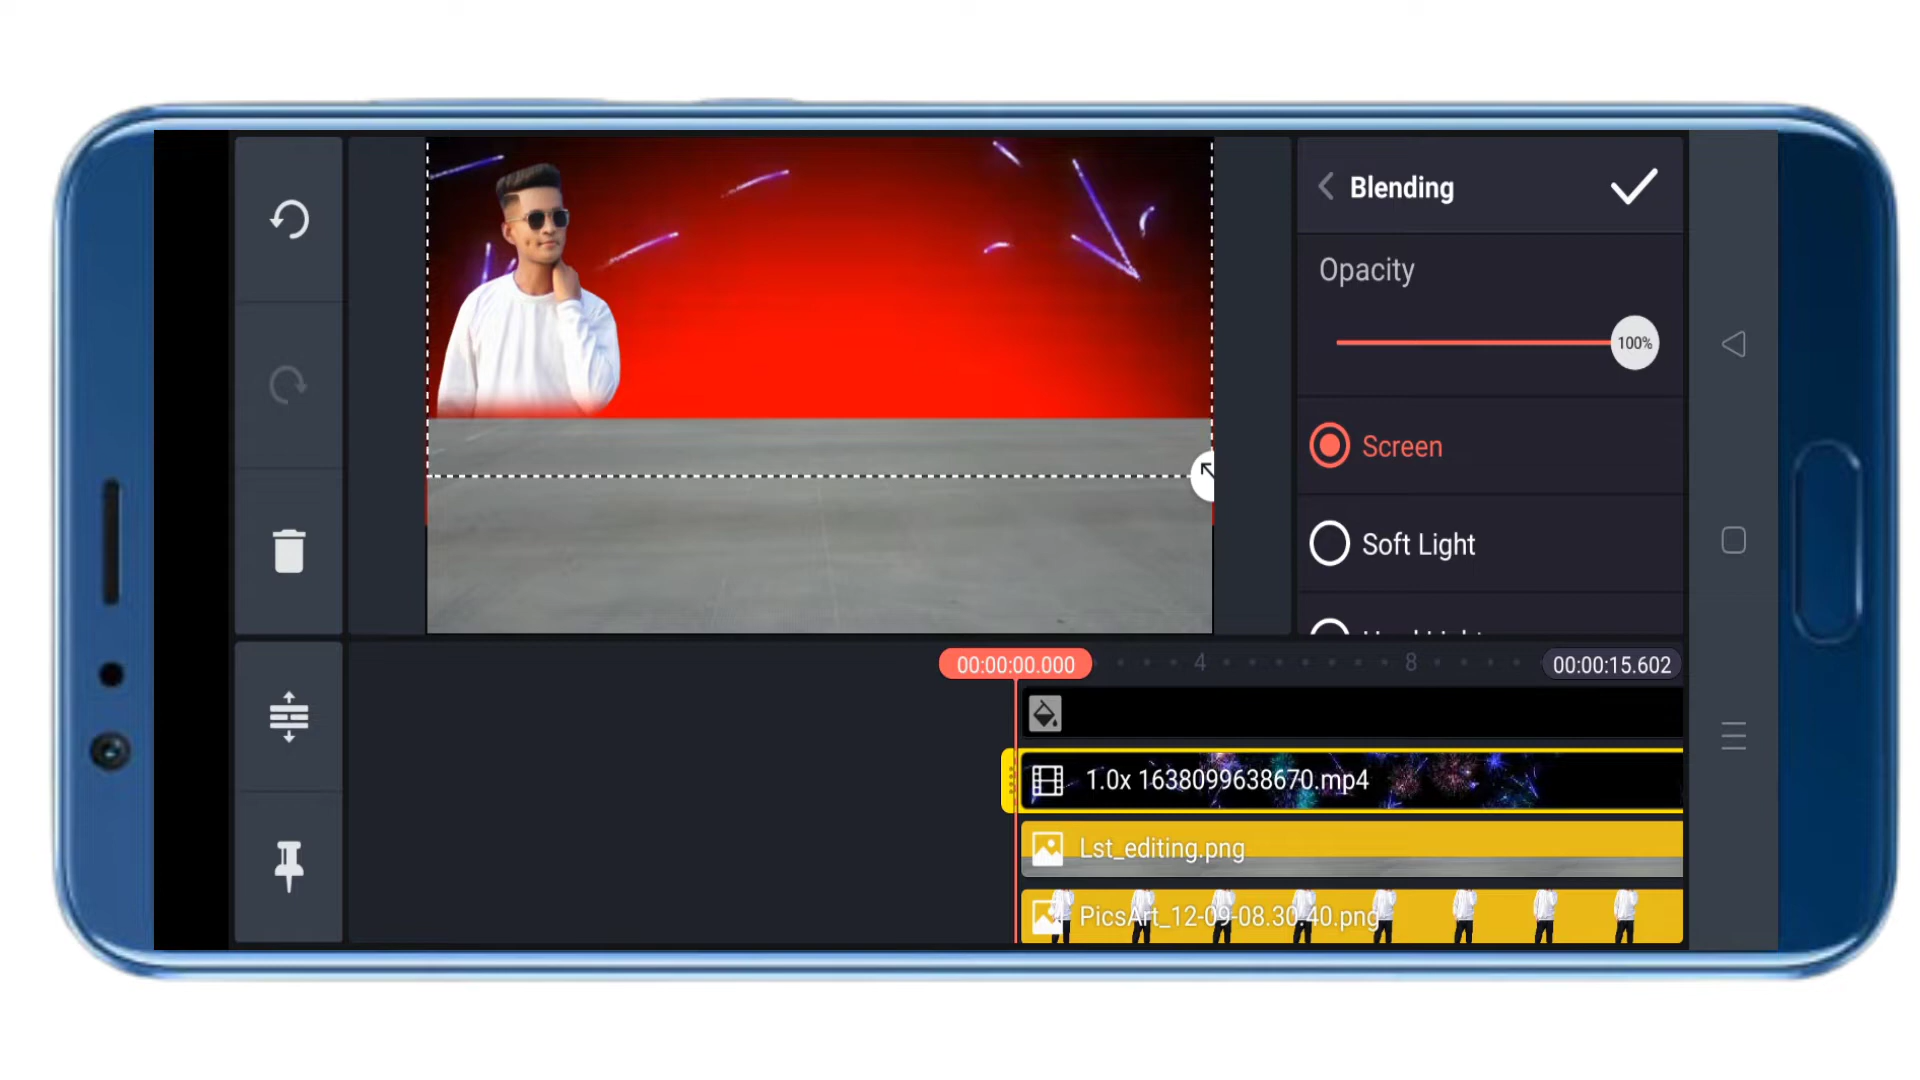 Blending
Opacity
100%
Screen
Soft Light
00:00:00.000
4
8
00:00:15.602
1.0x 1638099638670.mp4
Lst_editing.png
PicsArt_12-09-08.30.40.png